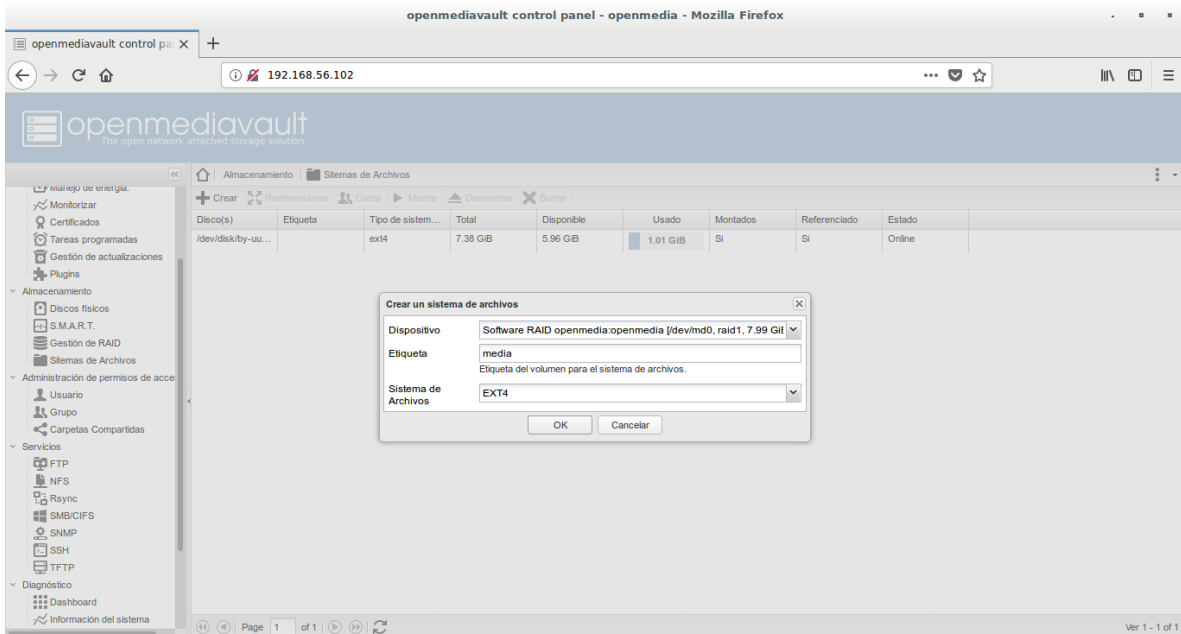 openmediavault control panel - openmedia - Mozilla Firefox
openmediavault control pa
192.168.56.102
openmediavault
The open network attached storage solution
Almacenamiento Sitemas de Archivos
Manejo de energia.
Monitorizar
Certificados
Tareas programadas
Gestión de actualizaciones
Plugins
Almacenamiento
Discos físicos
S.M.A.R.T.
Gestión de RAID
Sitemas de Archivos
Administración de permisos de acce
Usuario
Grupo
Carpetas Compartidas
Servicios
FTP
NFS
Rsync
SMB/CIFS
SNMP
SSH
TFTP
Diagnóstico
Dashboard
Información del sistema
Crear Redimensionar Cuota Montar Desmontar Borrar
Disco(s) Etiqueta Tipo de sistem... Total Disponible Usado Montados Referenciado Estado
/dev/disk/by-uu... ext4 7.38 GiB 5.96 GiB 1.01 GiB Si Si Online
Crear un sistema de archivos
Dispositivo Software RAID openmedia:openmedia [/dev/md0, raid1, 7.99 GiB
Etiqueta media
Etiqueta del volumen para el sistema de archivos.
Sistema de Archivos EXT4
OK Cancelar
Page 1 of 1
Ver 1 - 1 of 1